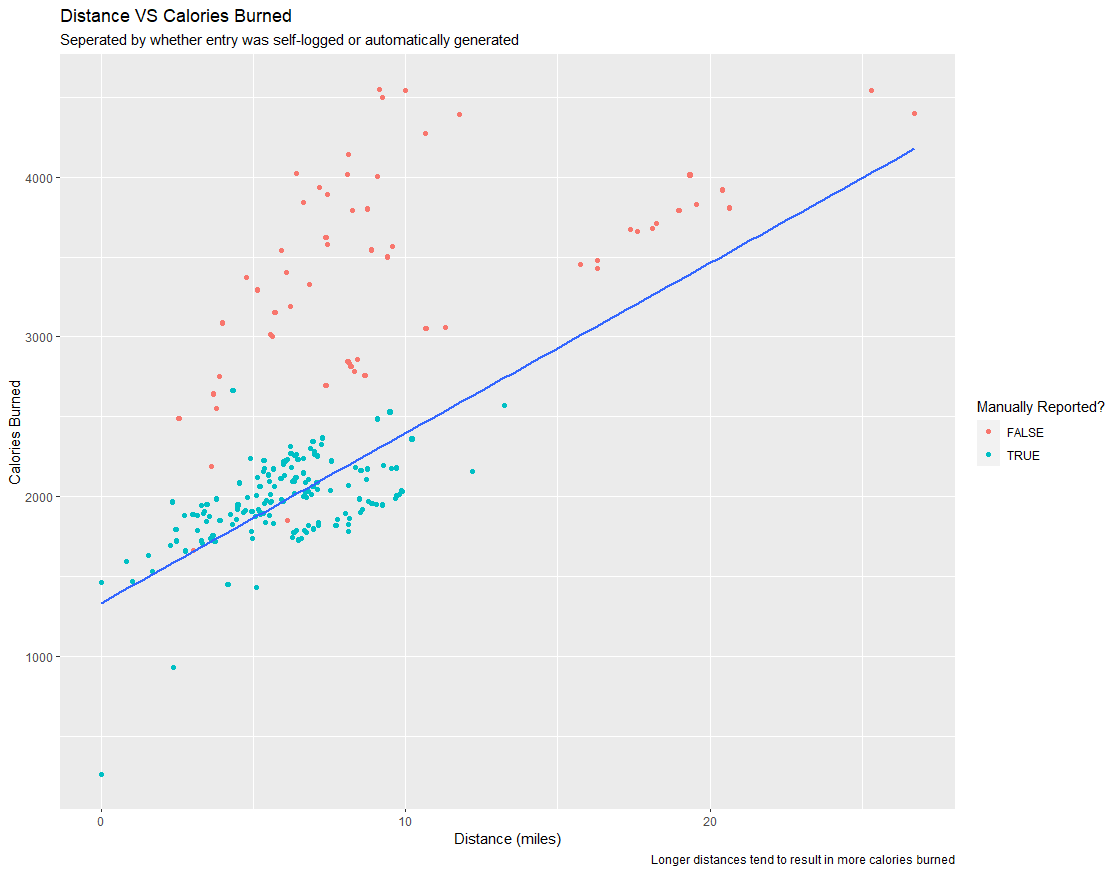 Distance VS Calories Burned
Seperated by whether entry was self-logged or automatically generated
Calories Burned
4000
3000
2000
1000
0
10
20
Distance (miles)
Manually Reported?
FALSE
TRUE
Longer distances tend to result in more calories burned